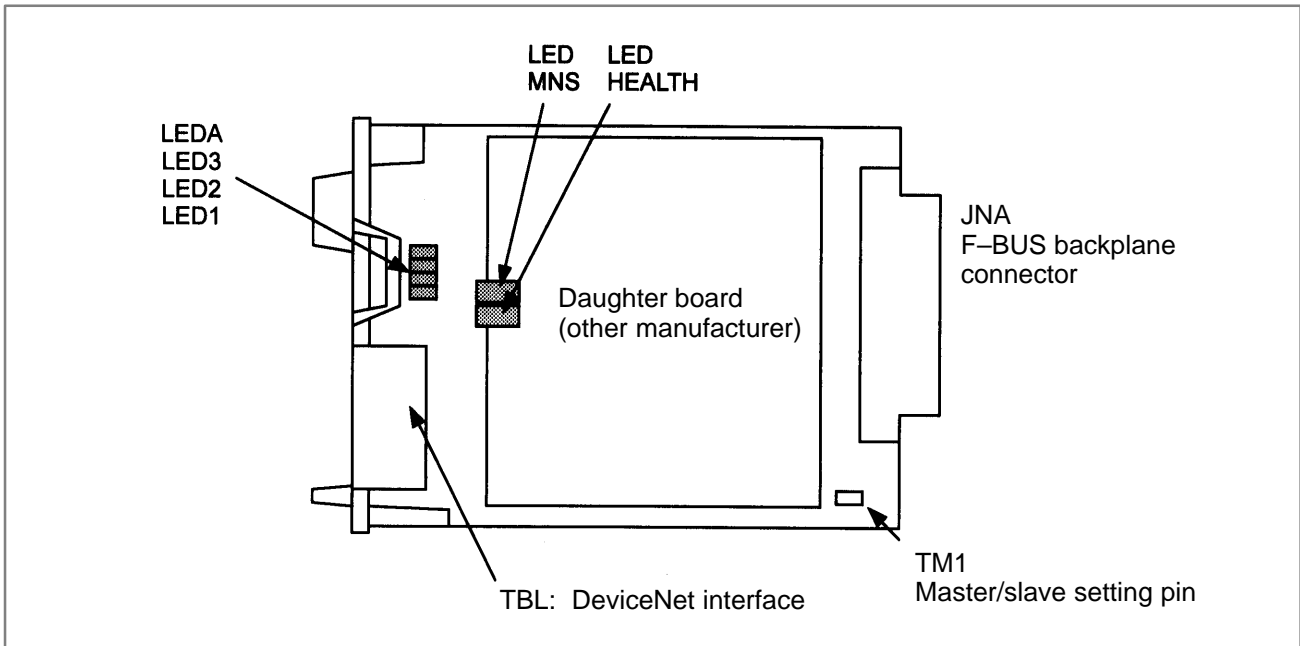 LED MNS
LED HEALTH
LEDA
LED3
LED2
LED1
JNA
F–BUS backplane
connector
Daughter board
(other manufacturer)
TM1
Master/slave setting pin
TBL: DeviceNet interface